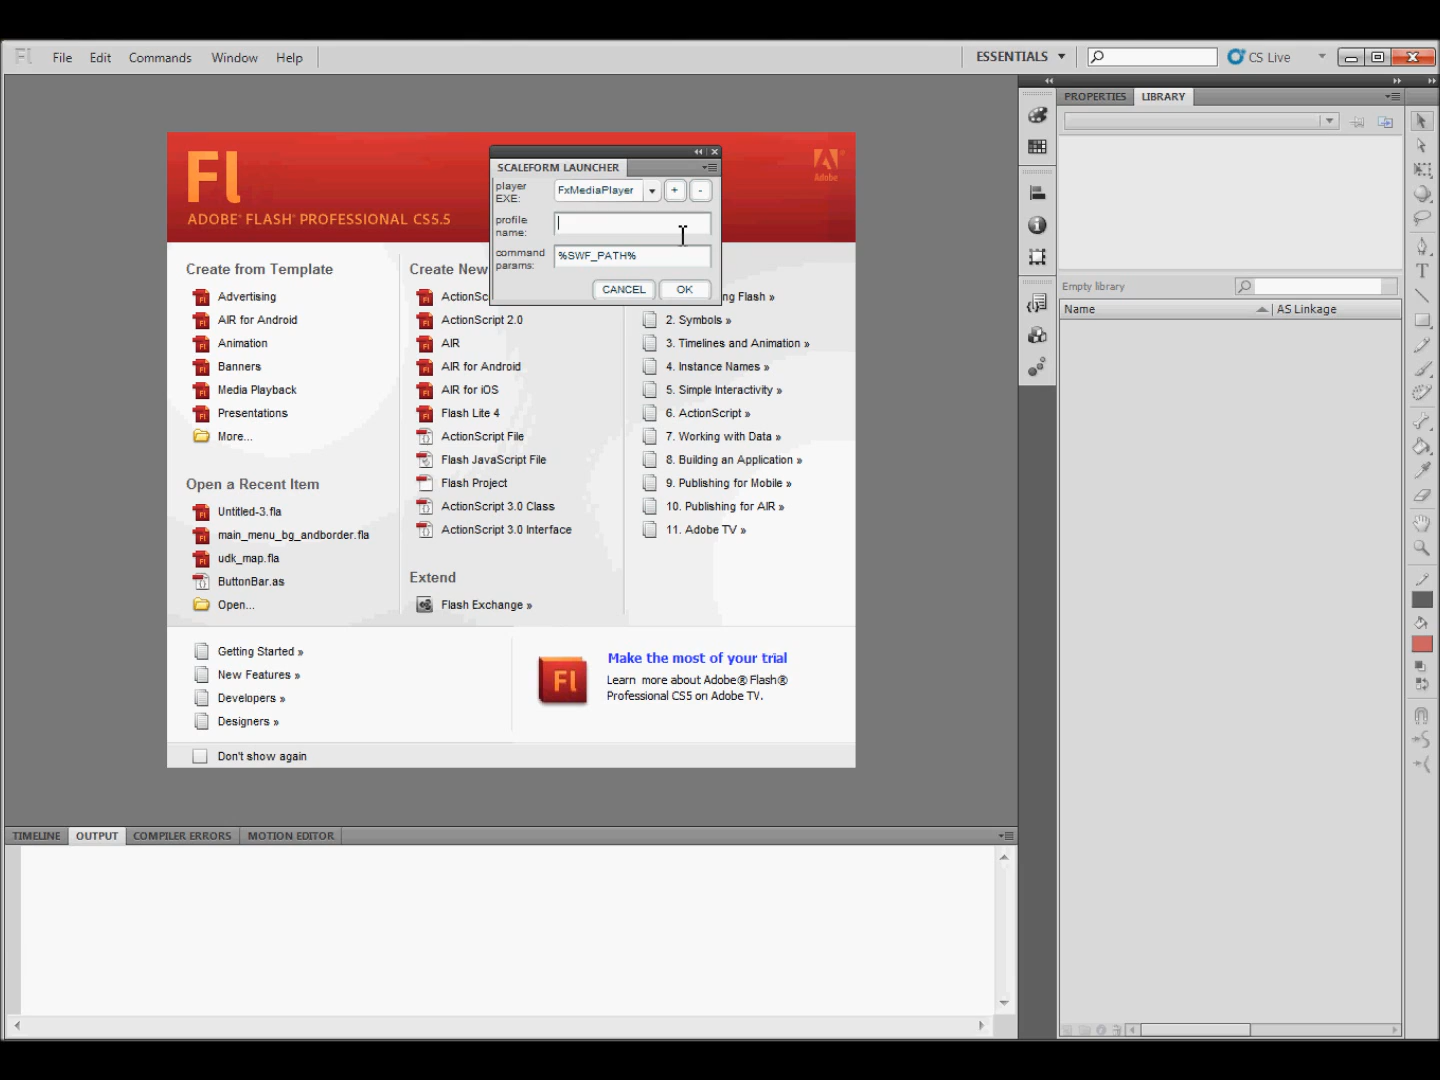 Fl File Edit Commands Window Help ESSENTIALS CS Live
PROPERTIES LIBRARY
Fl
ADOBE® FLASH® PROFESSIONAL CS5.5
Adobe
SCALEFORM LAUNCHER
player EXE: FxMediaPlayer + -
profile name:
command params: %SWF_PATH%
CANCEL OK
Create from Template
Advertising
AIR for Android
Animation
Banners
Media Playback
Presentations
More...
Open a Recent Item
Untitled-3.fla
main_menu_bg_andborder.fla
udk_map.fla
ButtonBar.as
Open...
Create New
ActionSc
ActionScript 2.0
AIR
AIR for Android
AIR for iOS
Flash Lite 4
ActionScript File
Flash JavaScript File
Flash Project
ActionScript 3.0 Class
ActionScript 3.0 Interface
Extend
Flash Exchange »
ng Flash »
2. Symbols »
3. Timelines and Animation »
4. Instance Names »
5. Simple Interactivity »
6. ActionScript »
7. Working with Data »
8. Building an Application »
9. Publishing for Mobile »
10. Publishing for AIR »
11. Adobe TV »
Getting Started »
New Features »
Developers »
Designers »
Fl
Make the most of your trial
Learn more about Adobe® Flash®
Professional CS5 on Adobe TV.
Don't show again
Empty library
Name AS Linkage
T
TIMELINE OUTPUT COMPILER ERRORS MOTION EDITOR